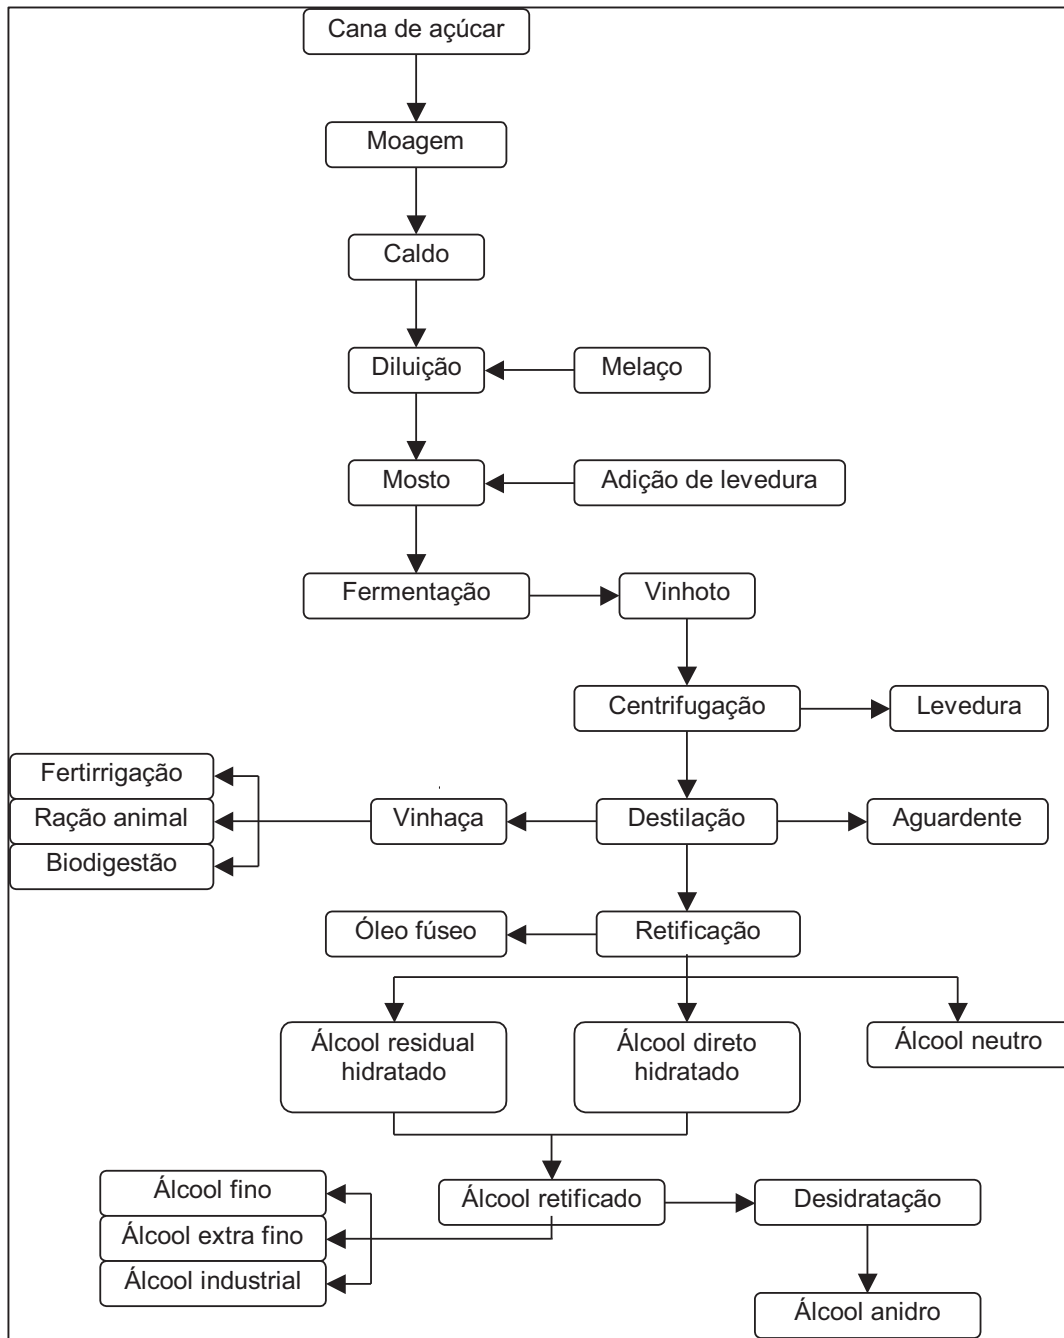 Cana de açúcar
Moagem
Caldo
Diluição
Melaço
Mosto
Adição de levedura
Fermentação
Vinhoto
Centrifugação
Levedura
Fertirrigação
Ração animal
Vinhaça
Destilação
Aguardente
Biodigestão
Óleo fúseo
Retificação
Álcool residual
hidratado
Álcool direto
hidratado
Álcool neutro
Álcool fino
Álcool retificado
Desidratação
Álcool extra fino
Álcool industrial
Álcool anidro